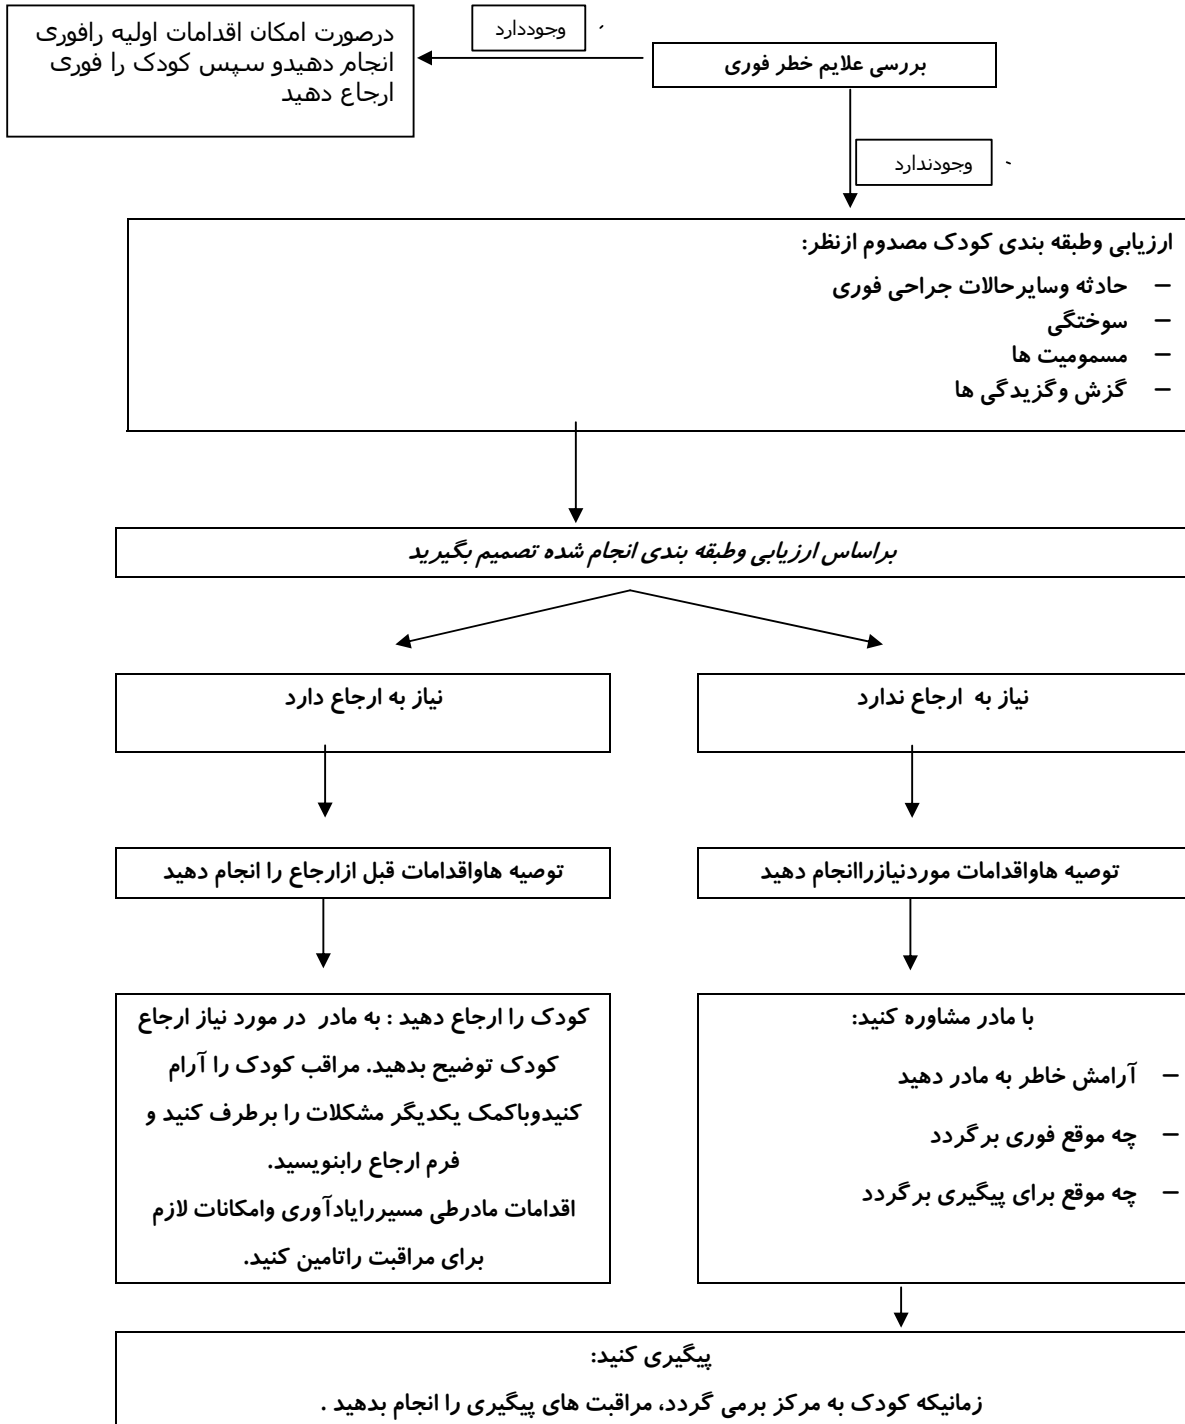 بررسی علایم خطر فوری
وجوددارد
درصورت امکان اقدامات اولیه رافوری
انجام دهیدو سپس کودک را فوری
ارجاع دهید
وجودندارد
ارزیابی وطبقه بندی کودک مصدوم ازنظر:
– حادثه وسایرحالات جراحی فوری
– سوختگی
– مسمومیت ها
– گزش وگزیدگی ها
براساس ارزیابی وطبقه بندی انجام شده تصمیم بگیرید
نیاز به ارجاع ندارد
نیاز به ارجاع دارد
توصیه هاواقدامات موردنیازراانجام دهید
توصیه هاواقدامات قبل ازارجاع را انجام دهید
با مادر مشاوره کنید:
– آرامش خاطر به مادر دهید
– چه موقع فوری برگردد
– چه موقع برای پیگیری برگردد
کودک را ارجاع دهید : به مادر در مورد نیاز ارجاع
کودک توضیح بدهید. مراقب کودک را آرام
کنیدوباکمک یکدیگر مشکلات را برطرف کنید و
فرم ارجاع رابنویسید.
اقدامات مادرطی مسیررایادآوری وامکانات لازم
برای مراقبت راتامین کنید.
پیگیری کنید:
زمانیکه کودک به مرکز برمی گردد، مراقبت های پیگیری را انجام بدهید .